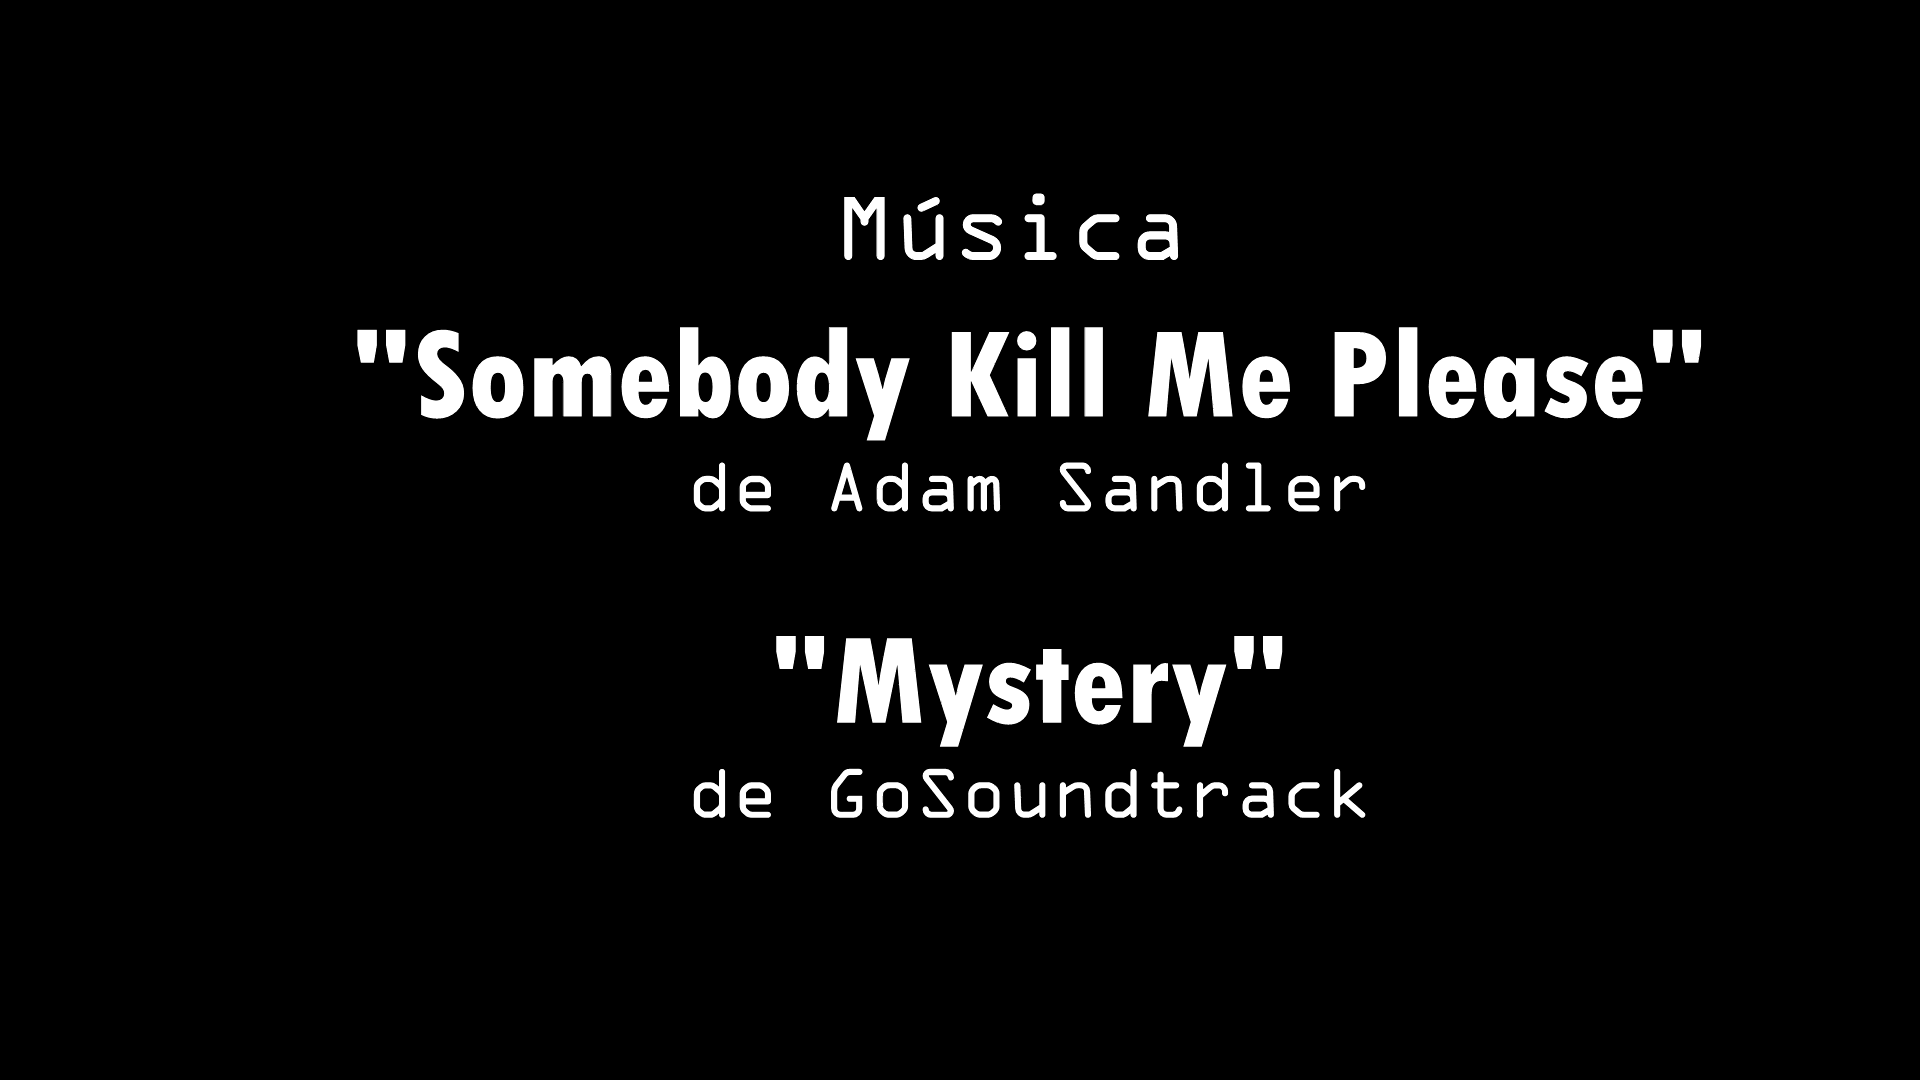 Música
"Somebody Kill Me Please"
de Adam Sandler
"Mystery"
de GoSoundtrack